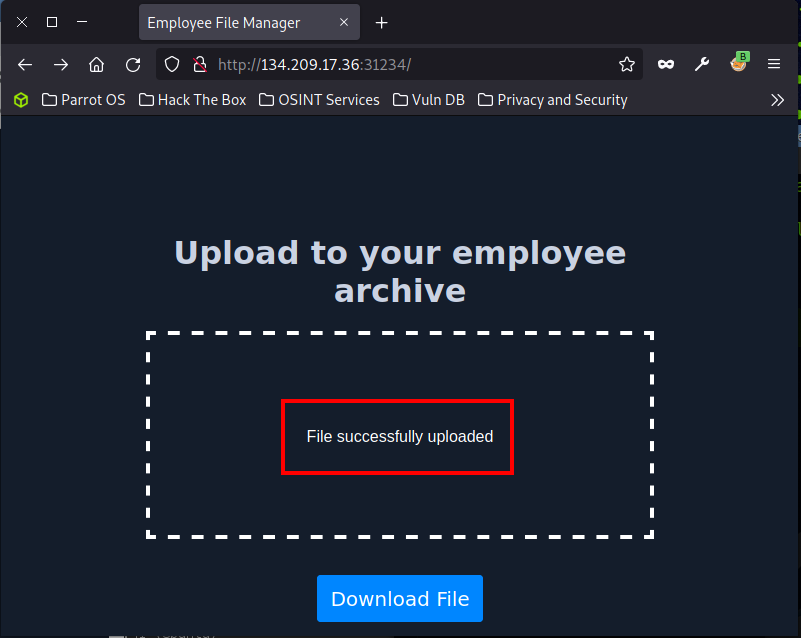 Employee File Manager
http://134.209.17.36:31234/
B
Parrot OS Hack The Box OSINT Services Vuln DB Privacy and Security
Upload to your employee
archive
File successfully uploaded
Download File